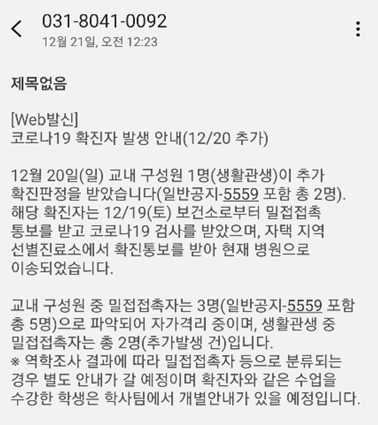 031-8041-0092
12월 21일, 오전 12:23
제목없음
[Web발신]
코로나19 확진자 발생 안내(12/20 추가)
12월 20일(일) 교내 구성원 1명(생활관생)이 추가
확진판정을 받았습니다(일반공지-5559 포함 총 2명).
해당 확진자는 12/19(토) 보건소로부터 밀접접촉
통보를 받고 코로나19 검사를 받았으며, 자택 지역
선별진료소에서 확진통보를 받아 현재 병원으로
이송되었습니다.
교내 구성원 중 밀접접촉자는 3명(일반공지-5559 포함
총 5명)으로 파악되어 자가격리 중이며, 생활관생 중
밀접접촉자는 총 2명(추가발생 건)입니다.
※ 역학조사 결과에 따라 밀접접촉자 등으로 분류되는
경우 별도 안내가 갈 예정이며 확진자와 같은 수업을
수강한 학생은 학사팀에서 개별안내가 있을 예정입니다.